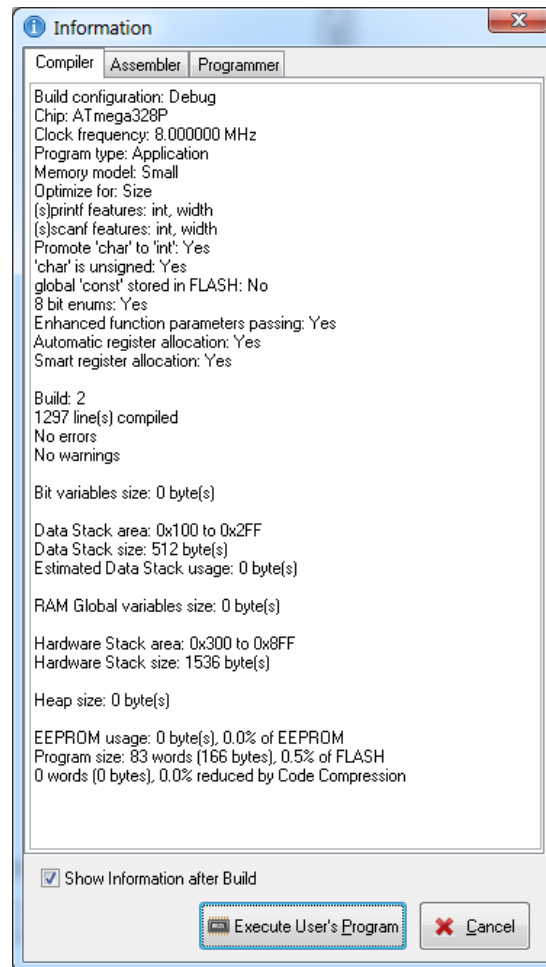 Information
Compiler Assembler Programmer
Build configuration: Debug
Chip: ATmega328P
Clock frequency: 8.000000 MHz
Program type: Application
Memory model: Small
Optimize for: Size
(s)printf features: int, width
(s)scanf features: int, width
Promote 'char' to 'int': Yes
'char' is unsigned: Yes
global 'const' stored in FLASH: No
8 bit enums: Yes
Enhanced function parameters passing: Yes
Automatic register allocation: Yes
Smart register allocation: Yes
Build: 2
1297 line(s) compiled
No errors
No warnings
Bit variables size: 0 byte(s)
Data Stack area: 0x100 to 0x2FF
Data Stack size: 512 byte(s)
Estimated Data Stack usage: 0 byte(s)
RAM Global variables size: 0 byte(s)
Hardware Stack area: 0x300 to 0x8FF
Hardware Stack size: 1536 byte(s)
Heap size: 0 byte(s)
EEPROM usage: 0 byte(s), 0.0% of EEPROM
Program size: 83 words (166 bytes), 0.5% of FLASH
0 words (0 bytes), 0.0% reduced by Code Compression
Show Information after Build
Execute User's Program Cancel